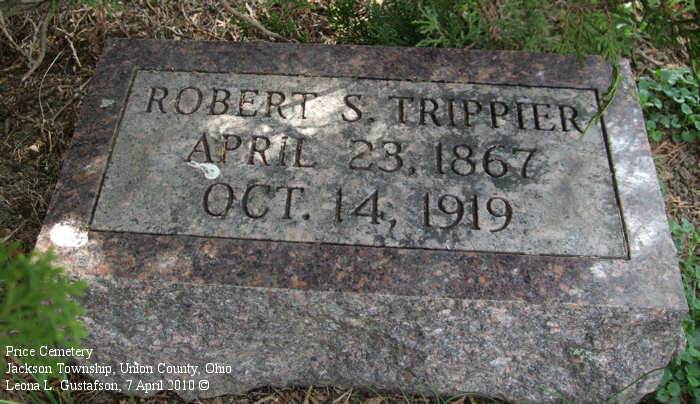 ROBERT S. TRIPPIER
APRIL 23, 1867
OCT. 14, 1919
Price Cemetery
Jackson Township, Union County, Ohio
Leona L. Gustafson, 7 April 2010 ©